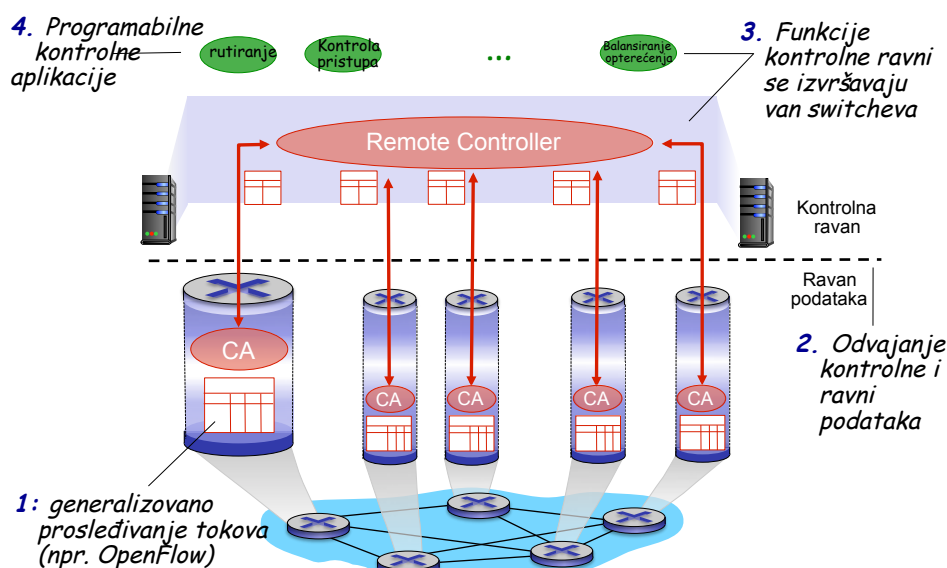 4. Programabilne
kontrolne
aplikacije
rutiranje
Kontrola
pristupa
...
Balansiranje
opterećenja
3. Funkcije
kontrolne ravni
se izvršavaju
van switcheva
Remote Controller
Kontrolna
ravan
Ravan
podataka
CA
CA
CA
CA
CA
2. Odvajanje
kontrolne i
ravni
podataka
1: generalizovano
prosleđivanje tokova
(npr. OpenFlow)